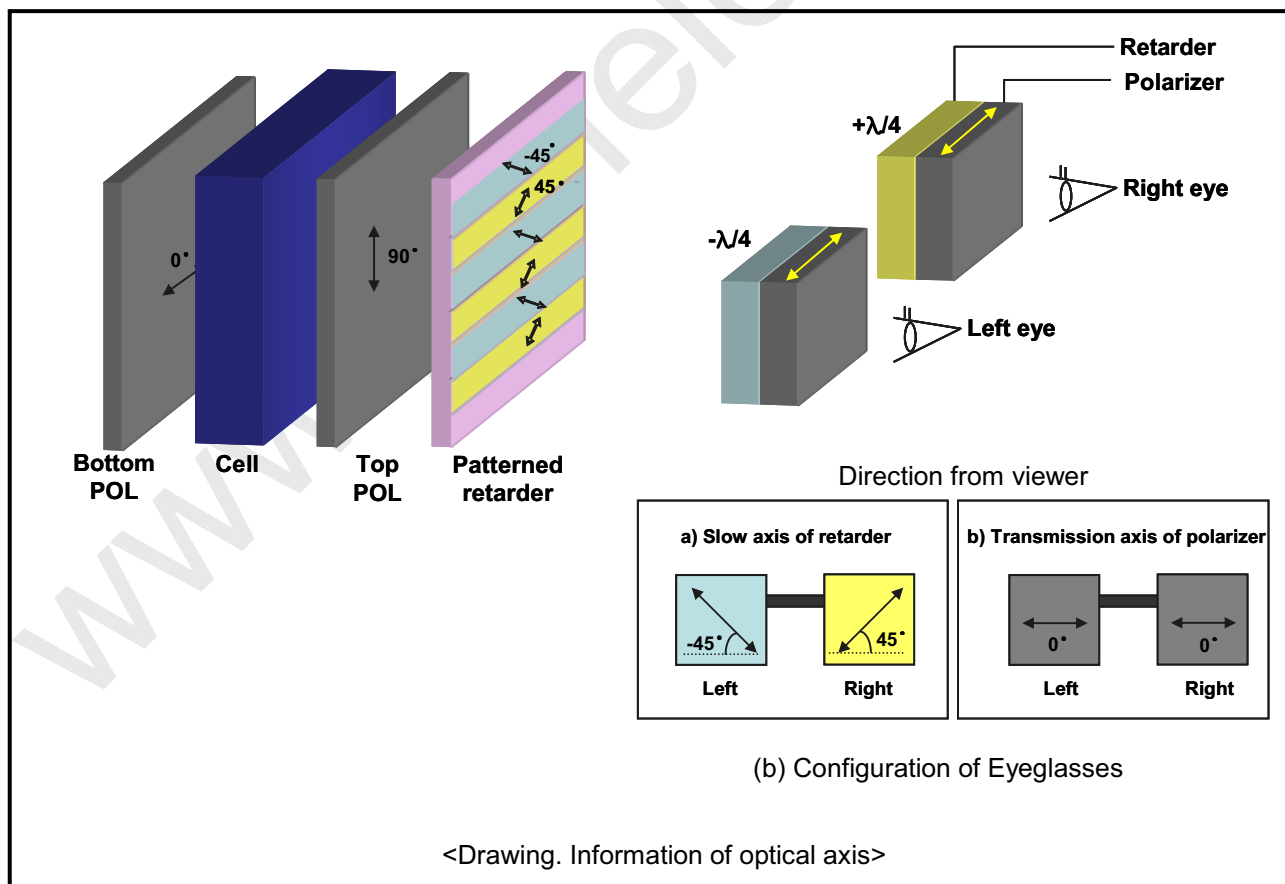 Retarder
Polarizer
+λ/4
Right eye
-λ/4
Left eye
-45°
45°
0°
90°
Bottom
POL
Cell
Top
POL
Patterned
retarder
Direction from viewer
a) Slow axis of retarder
-45°
45°
Left
Right
b) Transmission axis of polarizer
0°
0°
Left
Right
(b) Configuration of Eyeglasses
<Drawing. Information of optical axis>